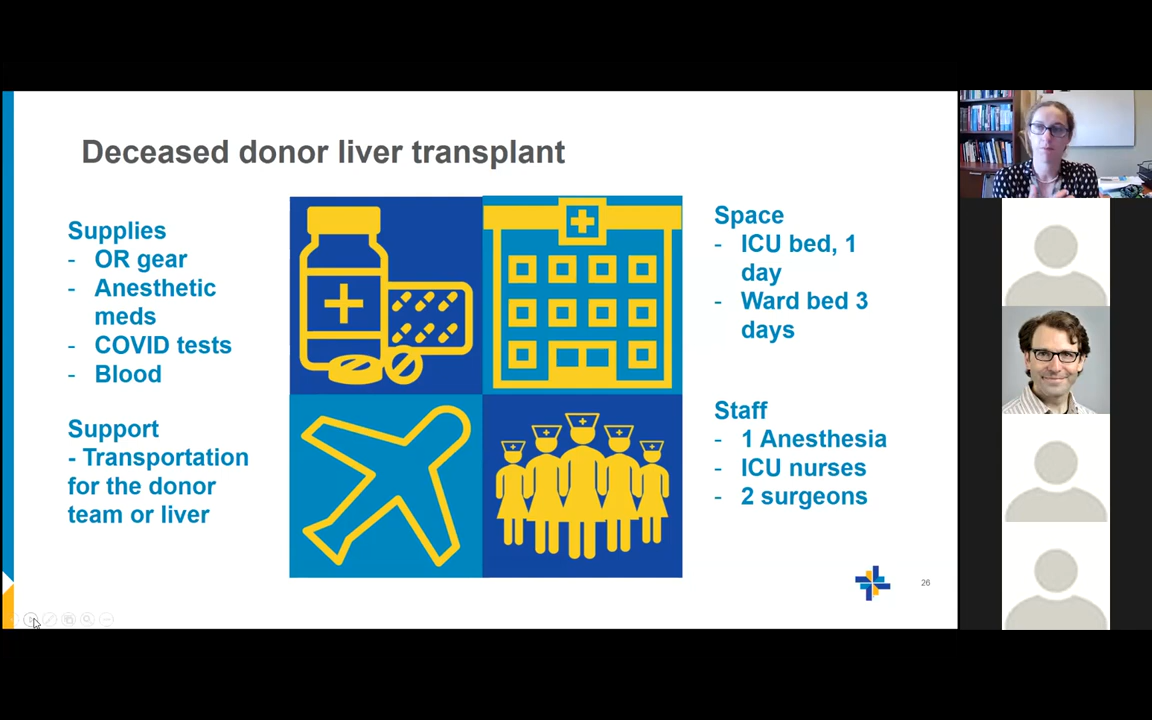 Deceased donor liver transplant
Supplies
- OR gear
- Anesthetic
meds
- COVID tests
- Blood
Support
- Transportation
for the donor
team or liver
Space
- ICU bed, 1
day
- Ward bed 3
days
Staff
- 1 Anesthesia
- ICU nurses
- 2 surgeons
26